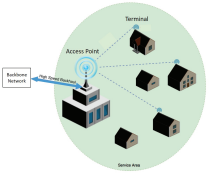 Terminal
Access Point
Backbone
Network
High Speed Backhaul
Service Area